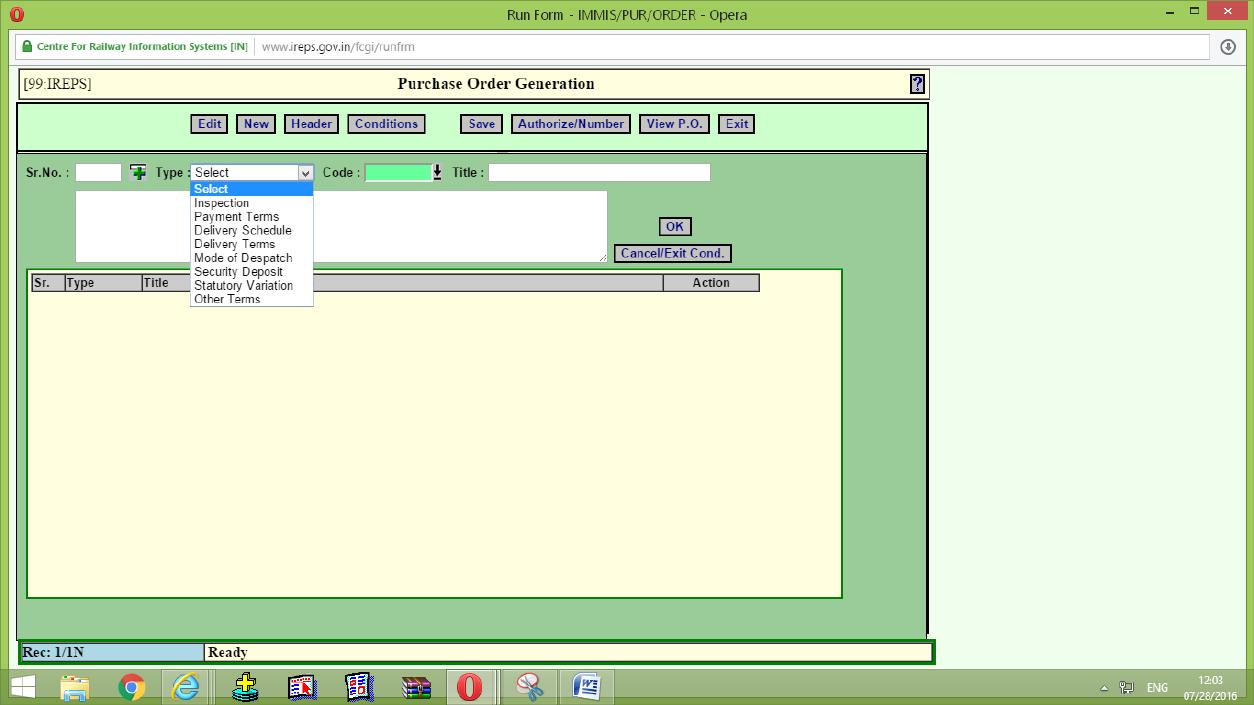 Run Form - IMMIS/PUR/ORDER - Opera
Centre For Railway Information Systems [IN] www.ireps.gov.in/fcgi/runfrm
[99:IREPS] Purchase Order Generation ?
Edit New Header Conditions Save Authorize/Number View P.O. Exit
Sr.No. : Type : Select Code : Title :
Select
Inspection
Payment Terms
Delivery Schedule
Delivery Terms
Mode of Despatch
Security Deposit
Statutory Variation
Other Terms
OK
Cancel/Exit Cond.
Sr. Type Title Action
Rec: 1/1N Ready
ENG 12:03
07/28/2016